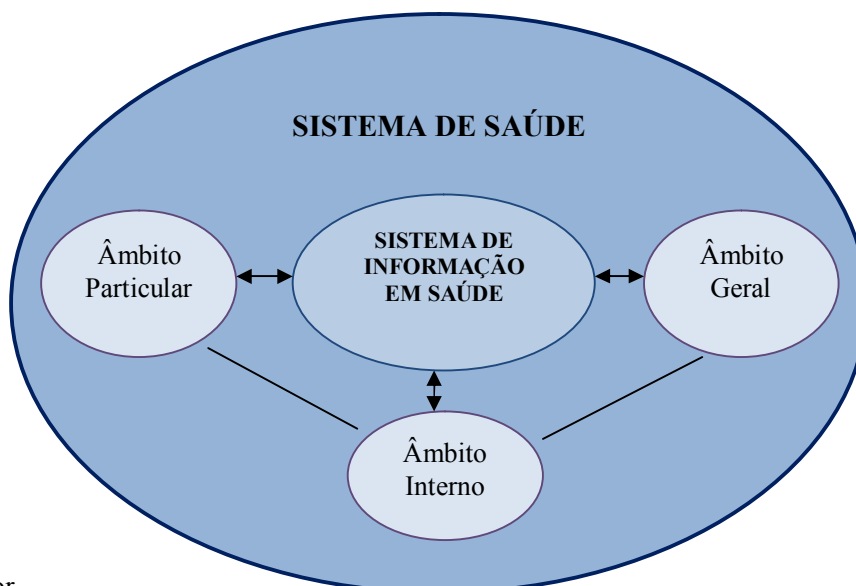 SISTEMA DE SAÚDE
SISTEMA DE
INFORMAÇÃO
EM SAÚDE
Âmbito
Particular
Âmbito
Geral
Âmbito
Interno